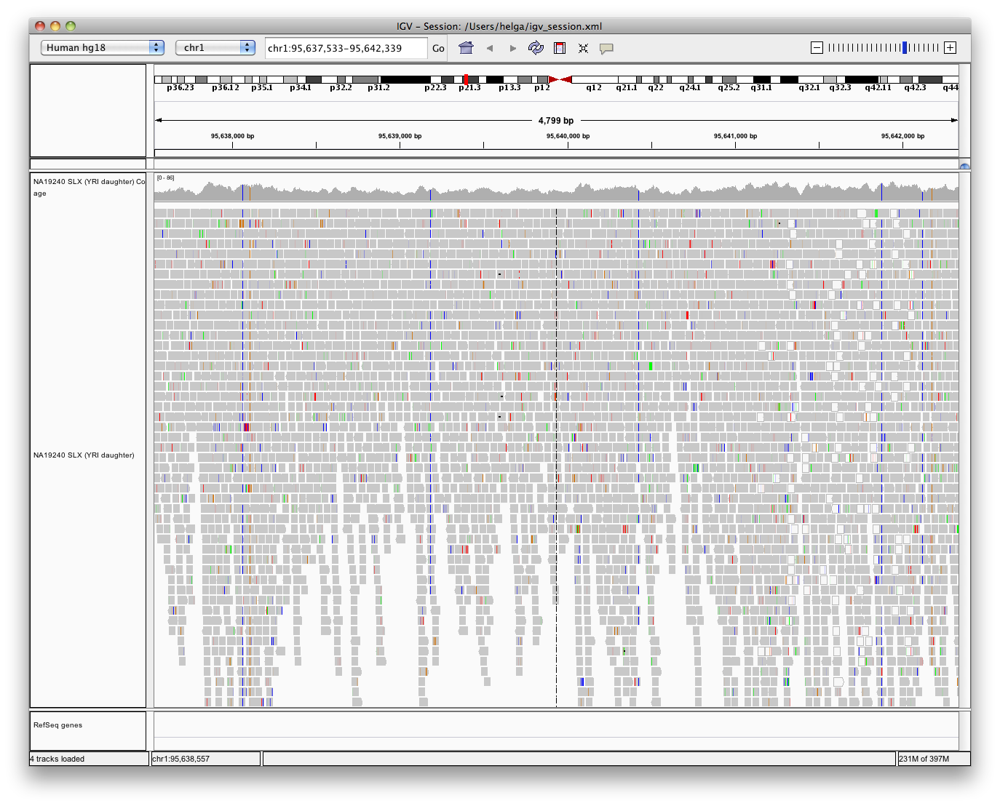 IGV – Session: /Users/helga/igv_session.xml
Human hg18 chr1 chr1:95,637,533–95,642,339 Go
p36.23 p36.12 p35.1 p34.1 p32.2 p31.2 p22.3 p21.3 p13.3 p12 q12 q21.1 q22 q24.1 q25.2 q31.1 q32.1 q32.3 q42.11 q42.3 q44
4,799 bp
95,638,000 bp 95,639,000 bp 95,640,000 bp 95,641,000 bp 95,642,000 bp
NA19240 SLX (YRI daughter) Co
age
[0 - 86]
NA19240 SLX (YRI daughter)
RefSeq genes
4 tracks loaded chr1:95,638,557 231M of 397M